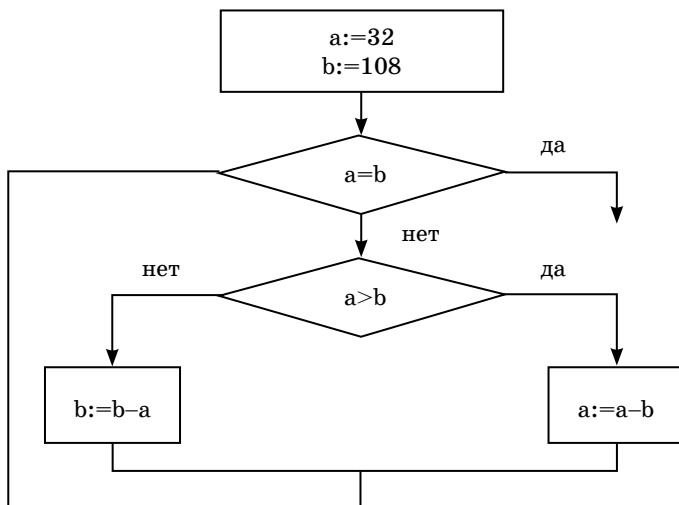 a:=32
b:=108
a=b
да
нет
a>b
нет
да
b:=b–a
a:=a–b